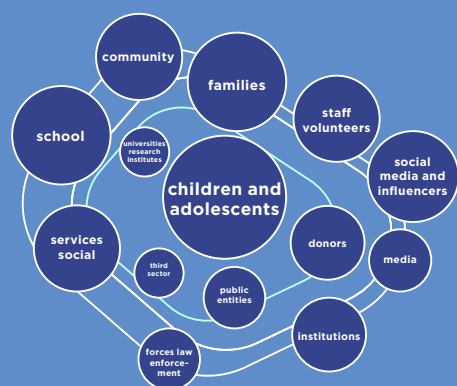 community
families
staff
volunteers
school
universities
research
institutes
social
media and
influencers
children and
adolescents
services
social
donors
media
third
sector
public
entities
institutions
forces law
enforce-
ment